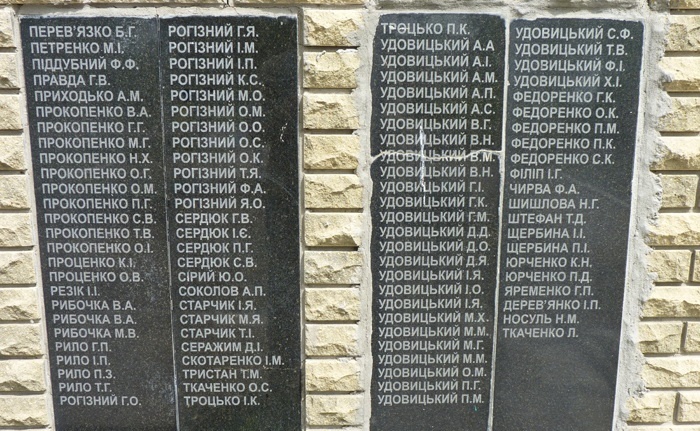 ПЕРЕВ'ЯЗКО Б.Г.
ПЕТРЕНКО М.І.
ПІДДУБНИЙ Ф.Ф.
ПРАВДА Г.В.
ПРИХОДЬКО А.М.
ПРОКОПЕНКО В.А.
ПРОКОПЕНКО Г.Г.
ПРОКОПЕНКО М.Г.
ПРОКОПЕНКО Н.Х.
ПРОКОПЕНКО О.Г.
ПРОКОПЕНКО О.М.
ПРОКОПЕНКО П.Г.
ПРОКОПЕНКО С.В.
ПРОКОПЕНКО Т.В.
ПРОКОПЕНКО О.І.
ПРОЦЕНКО К.І.
ПРОЦЕНКО О.В.
РЕЗІК І.І.
РИБОЧКА В.А.
РИБОЧКА В.А.
РИБОЧКА М.В.
РИЛО Г.П.
РИЛО І.П.
РИЛО П.З.
РИЛО Т.Г.
РОГІЗНИЙ Г.О.
РОГІЗНИЙ Г.Я.
РОГІЗНИЙ І.М.
РОГІЗНИЙ І.П.
РОГІЗНИЙ К.С.
РОГІЗНИЙ М.О.
РОГІЗНИЙ О.М.
РОГІЗНИЙ О.О.
РОГІЗНИЙ О.С.
РОГІЗНИЙ О.К.
РОГІЗНИЙ Т.Я.
РОГІЗНИЙ Ф.А.
РОГІЗНИЙ Я.О.
СЕРДЮК Г.В.
СЕРДЮК І.Є.
СЕРДЮК П.Г.
СЕРДЮК С.В.
СІРИЙ Ю.О.
СОКОЛОВ А.П.
СТАРЧИК І.Я.
СТАРЧИК М.Я.
СТАРЧИК Т.І.
СЕРАЖИМ Д.І.
СКОТАРЕНКО І.М.
ТРИСТАН Т.М.
ТКАЧЕНКО О.С.
ТРОЦЬКО І.К.
ТРОЦЬКО П.К.
УДОВИЦЬКИЙ А.А
УДОВИЦЬКИЙ А.І.
УДОВИЦЬКИЙ А.М.
УДОВИЦЬКИЙ А.П.
УДОВИЦЬКИЙ А.С.
УДОВИЦЬКИЙ В.Г.
УДОВИЦЬКИЙ В.Н.
УДОВИЦЬКИЙ В.М.
УДОВИЦЬКИЙ В.Н.
УДОВИЦЬКИЙ Г.І.
УДОВИЦЬКИЙ Г.К.
УДОВИЦЬКИЙ Г.М.
УДОВИЦЬКИЙ Д.Д.
УДОВИЦЬКИЙ Д.О.
УДОВИЦЬКИЙ Д.Я.
УДОВИЦЬКИЙ І.Я.
УДОВИЦЬКИЙ І.О.
УДОВИЦЬКИЙ І.Я.
УДОВИЦЬКИЙ М.Х.
УДОВИЦЬКИЙ М.М.
УДОВИЦЬКИЙ М.Г.
УДОВИЦЬКИЙ М.М.
УДОВИЦЬКИЙ О.М.
УДОВИЦЬКИЙ П.Г.
УДОВИЦЬКИЙ П.М.
УДОВИЦЬКИЙ С.Ф.
УДОВИЦЬКИЙ Т.В.
УДОВИЦЬКИЙ Ф.І.
УДОВИЦЬКИЙ Х.І.
ФЕДОРЕНКО Г.К.
ФЕДОРЕНКО О.К.
ФЕДОРЕНКО П.М.
ФЕДОРЕНКО П.К.
ФЕДОРЕНКО С.К.
ФІЛІП І.Г.
ЧИРВА Ф.А.
ШИШЛОВА Н.Г.
ШТЕФАН Т.Д.
ЩЕРБИНА І.І.
ЩЕРБИНА П.І.
ЮРЧЕНКО К.Н.
ЮРЧЕНКО П.Д.
ЯРЕМЕНКО Г.П.
ДЕРЕВ'ЯНКО І.П.
НОСУЛЬ Н.М.
ТКАЧЕНКО Л.